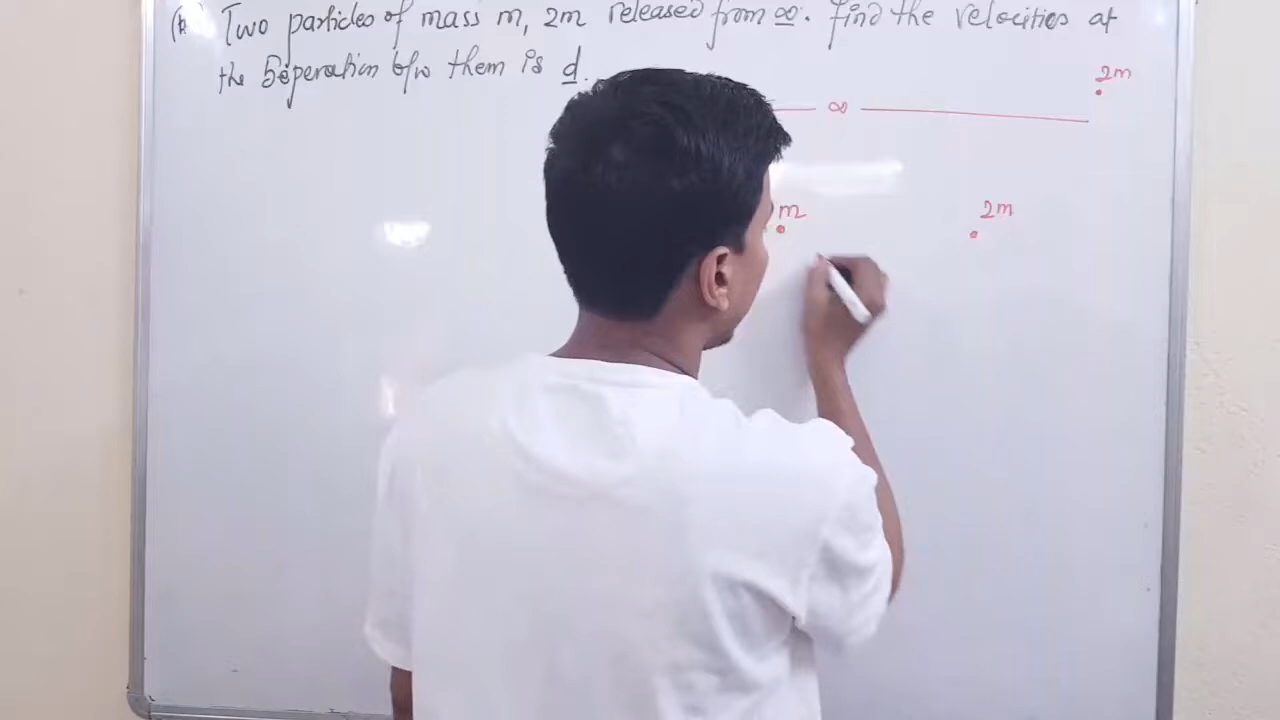 (b) Two particles of mass m, 2m released from ∞. find the velocities at
the Seperation b/w them is d.
2m
∞
m
2m